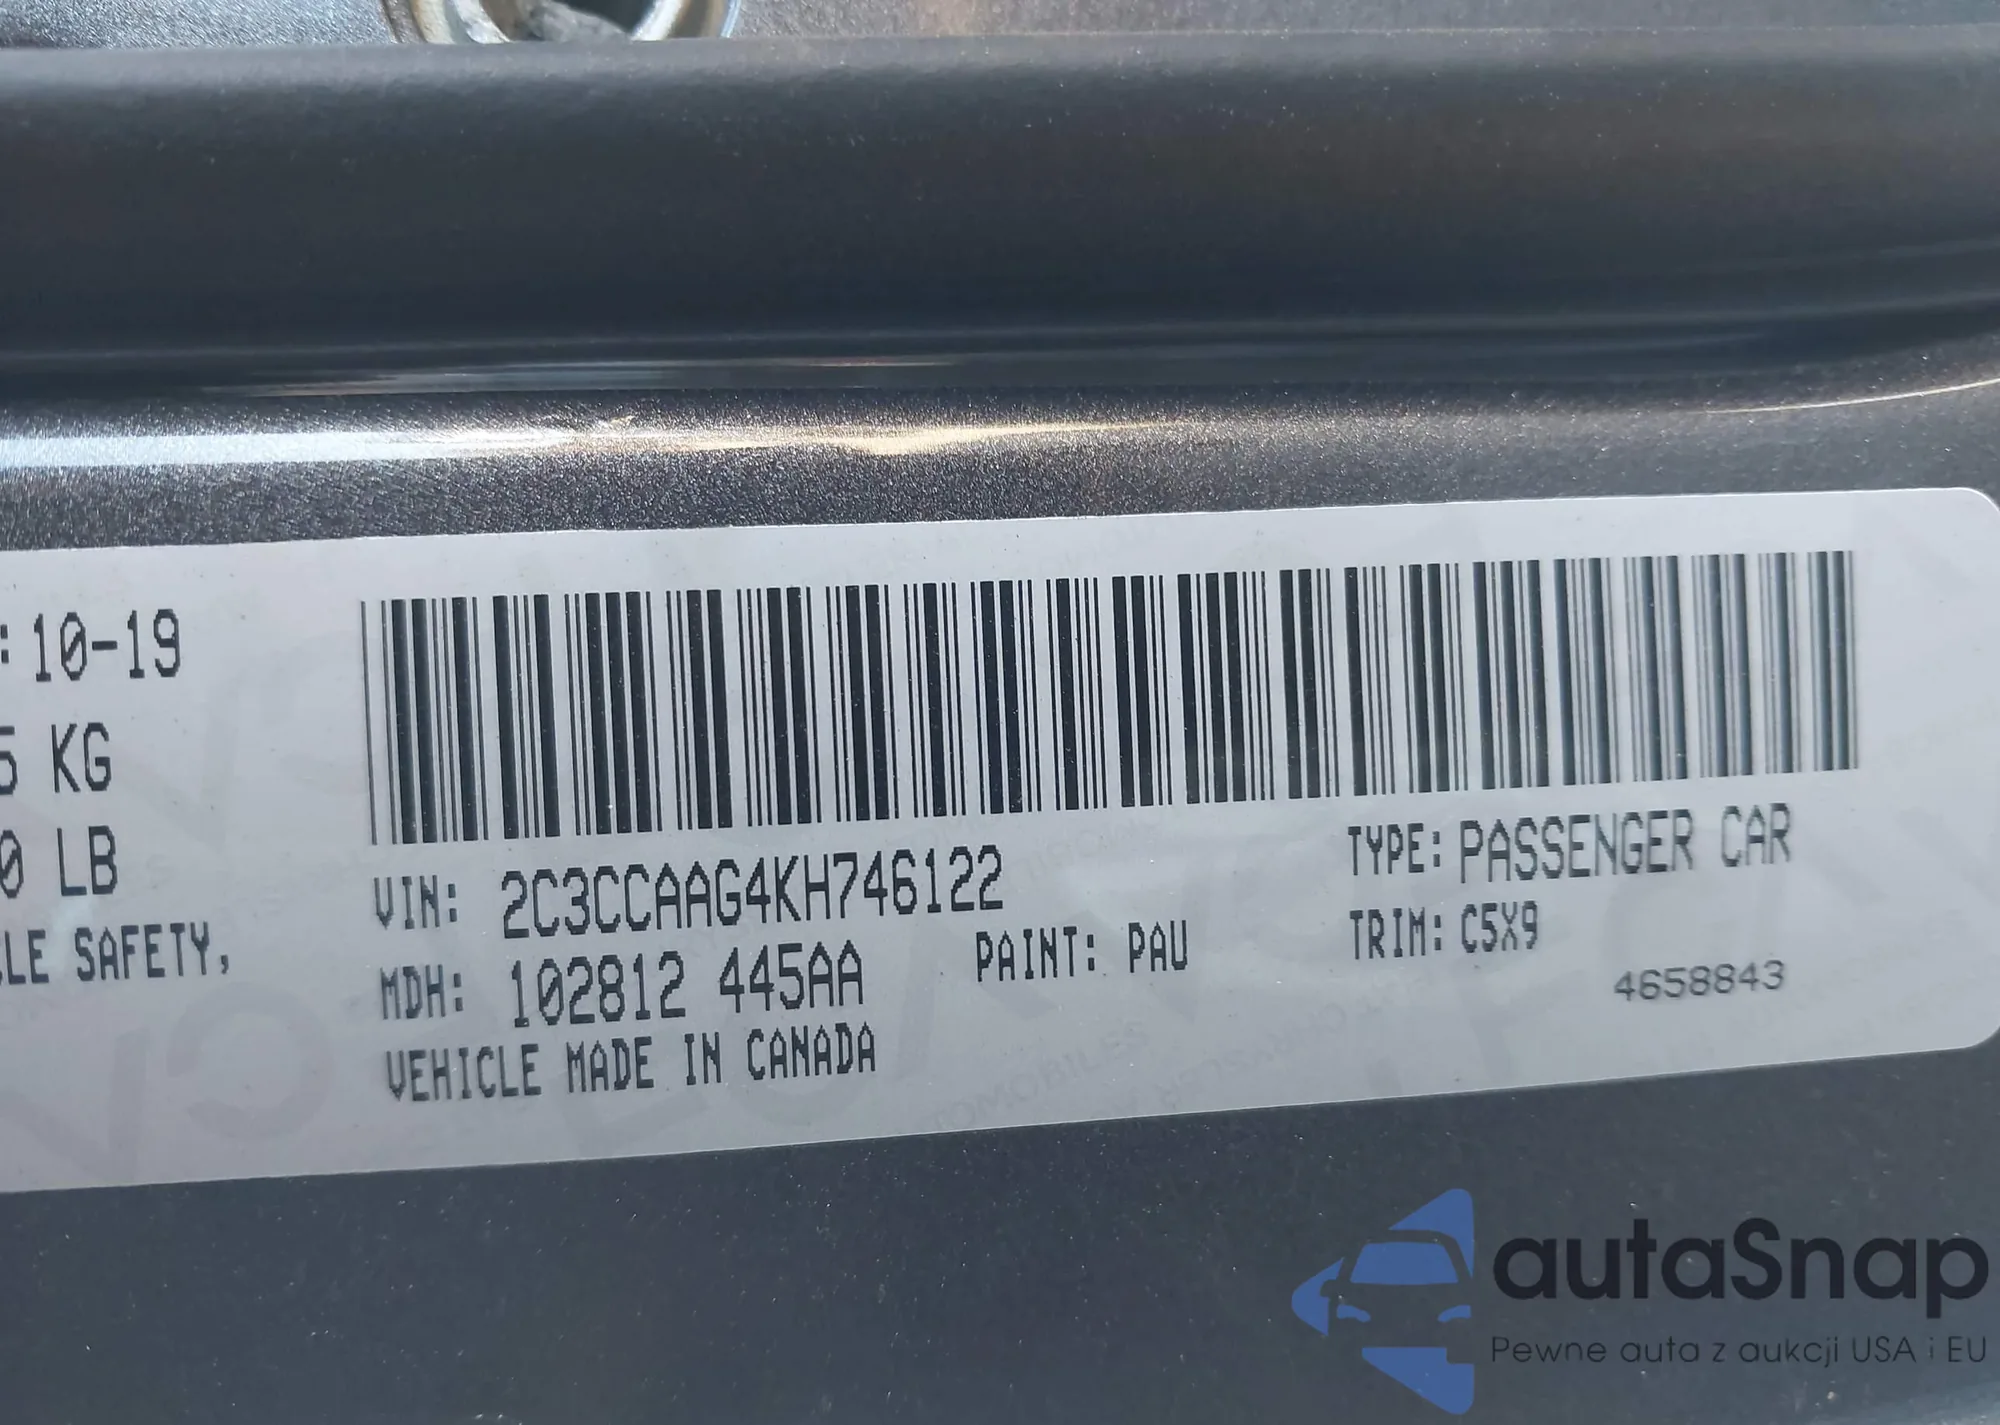 :10-19
5 KG
0 LB
CLE SAFETY,
VIN: 2C3CCAAG4KH746122
TYPE: PASSENGER CAR
MDH: 102812 445AA
PAINT: PAU
TRIM: C5X9
4658843
VEHICLE MADE IN CANADA
autaSnap
Pewne auta z aukcji USA i EU